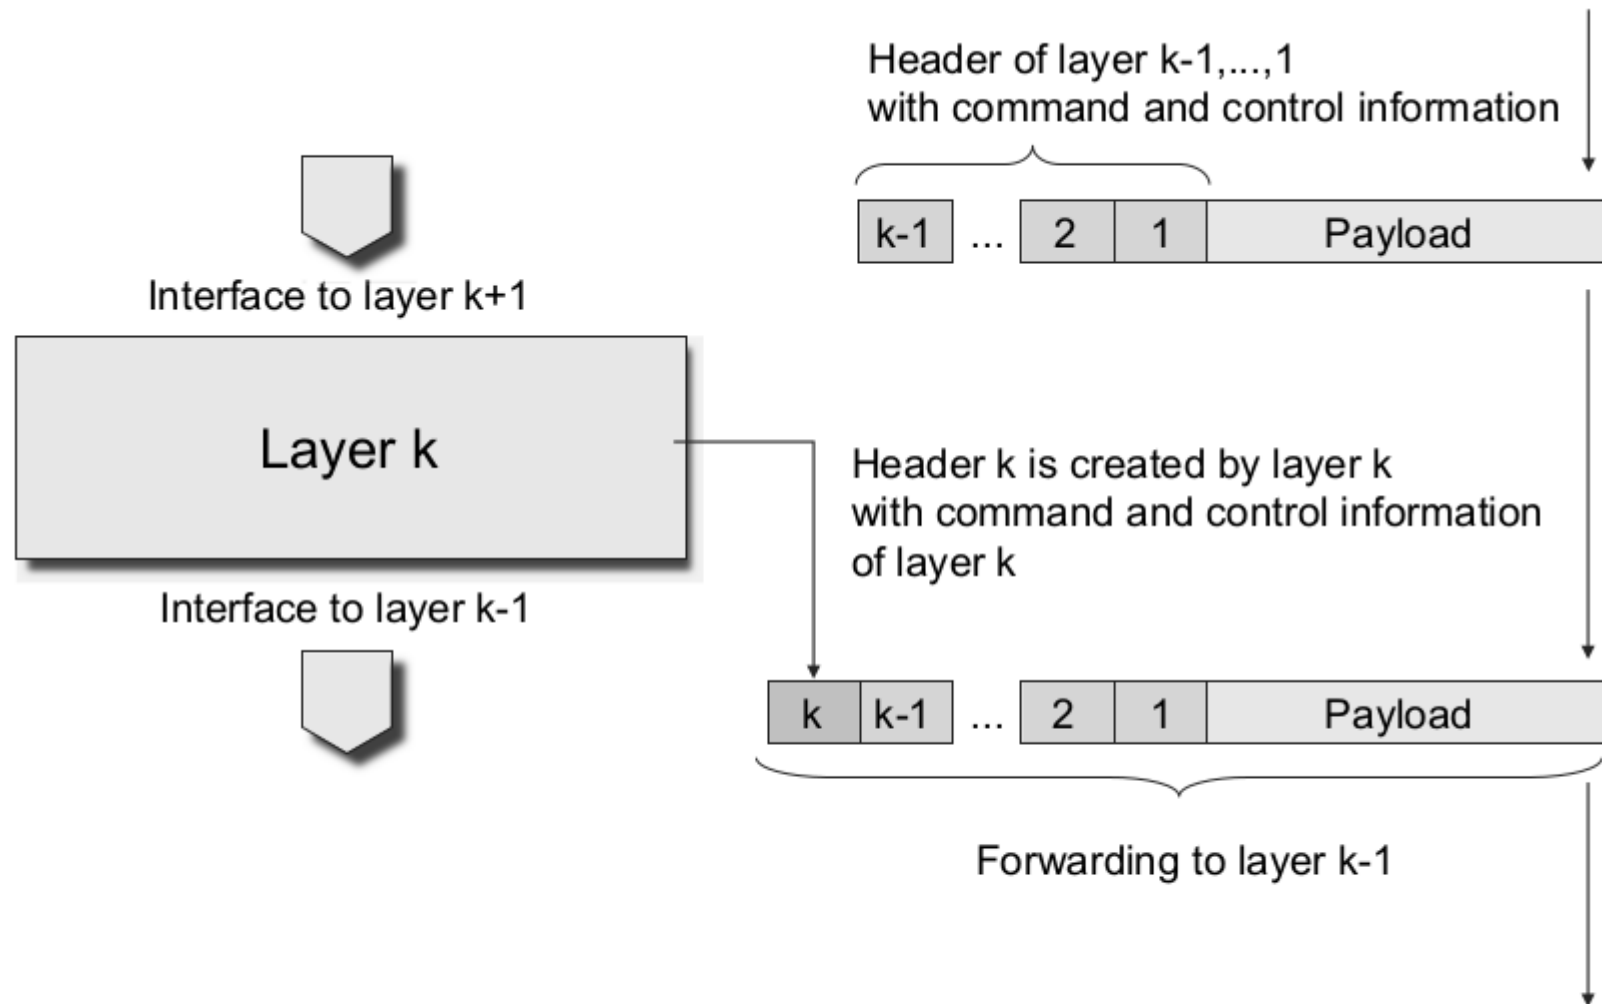 Header of layer k-1,...,1
with command and control information
k-1 ... 2 1 Payload
Interface to layer k+1
Layer k
Header k is created by layer k
with command and control information
of layer k
Interface to layer k-1
k k-1 ... 2 1 Payload
Forwarding to layer k-1